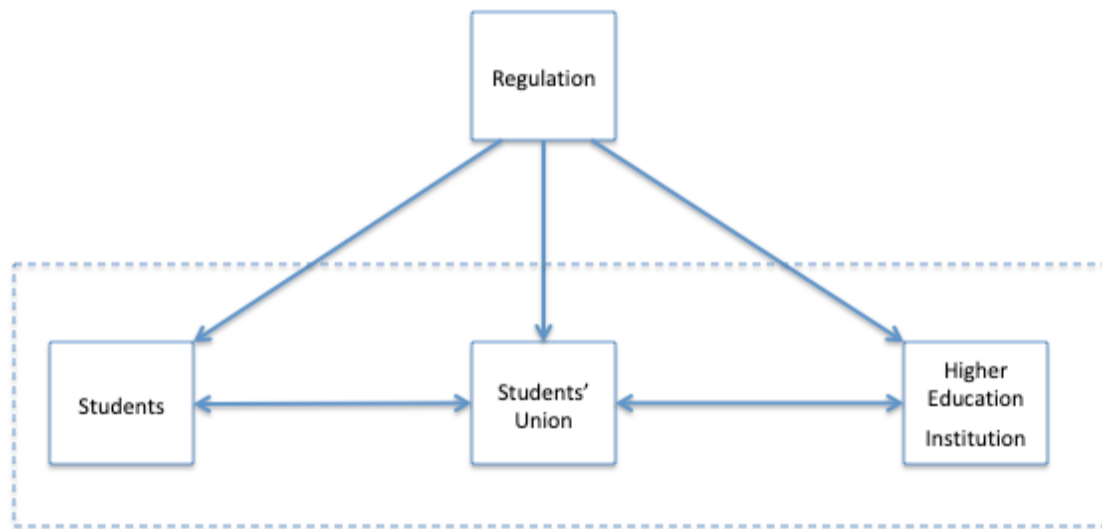 Regulation
Students
Students’
Union
Higher
Education
Institution